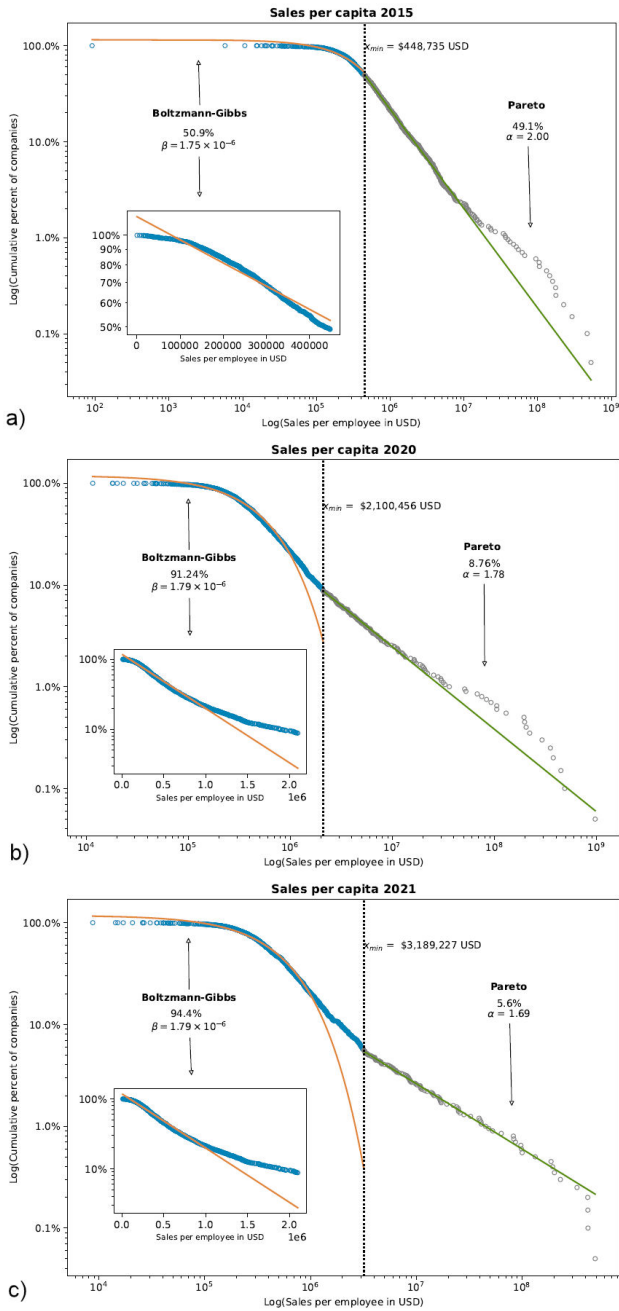 Sales per capita 2015
Log(Cumulative percent of companies)
100.0%
10.0%
1.0%
0.1%
x_min = $448,735 USD
Boltzmann-Gibbs
50.9%
β = 1.75 × 10⁻⁶
Pareto
49.1%
α = 2.00
100%
90%
80%
70%
60%
50%
0 100000 200000 300000 400000
Sales per employee in USD
10² 10³ 10⁴ 10⁵ 10⁶ 10⁷ 10⁸ 10⁹
Log(Sales per employee in USD)
a)
Sales per capita 2020
Log(Cumulative percent of companies)
100.0%
10.0%
1.0%
0.1%
x_min = $2,100,456 USD
Boltzmann-Gibbs
91.24%
β = 1.79 × 10⁻⁶
Pareto
8.76%
α = 1.78
100%
10%
0.0 0.5 1.0 1.5 2.0
Sales per employee in USD 1e6
10⁴ 10⁵ 10⁶ 10⁷ 10⁸ 10⁹
Log(Sales per employee in USD)
b)
Sales per capita 2021
Log(Cumulative percent of companies)
100.0%
10.0%
1.0%
0.1%
x_min = $3,189,227 USD
Boltzmann-Gibbs
94.4%
β = 1.79 × 10⁻⁶
Pareto
5.6%
α = 1.69
100%
10%
0.0 0.5 1.0 1.5 2.0
Sales per employee in USD 1e6
10⁴ 10⁵ 10⁶ 10⁷ 10⁸
Log(Sales per employee in USD)
c)